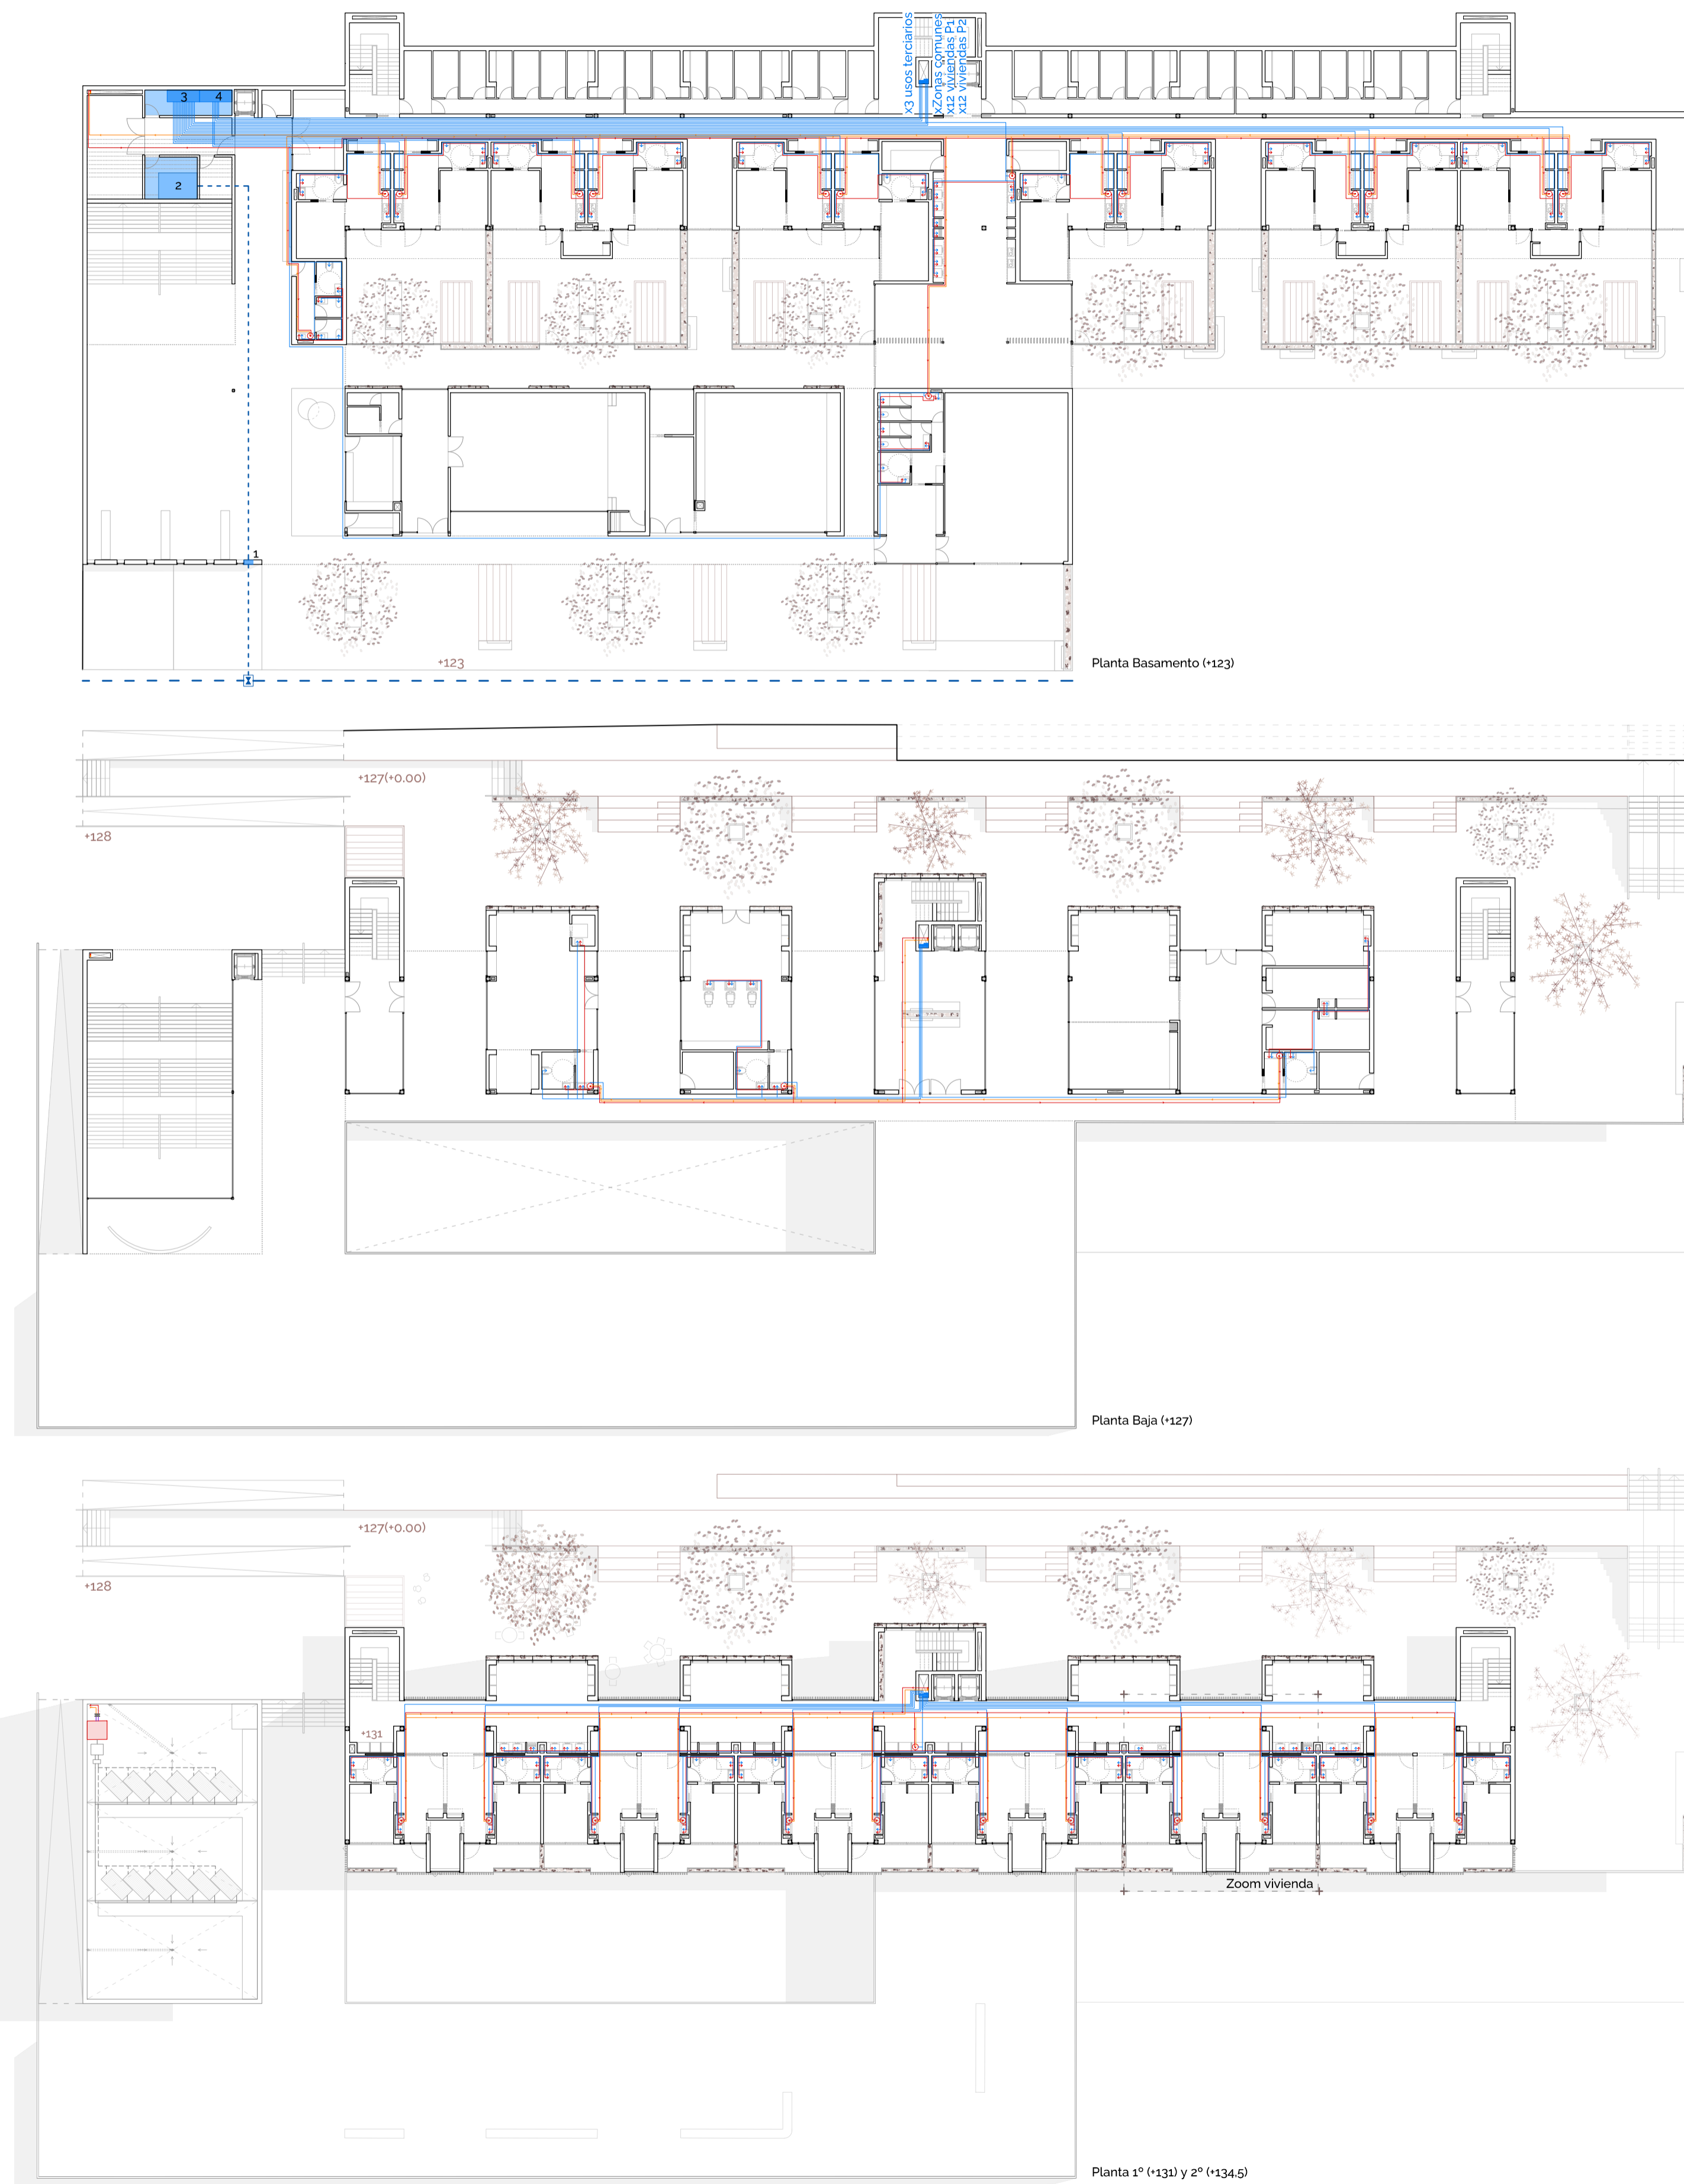 x3 usos terciarios
xZonas comunes
x12 viviendas P1
x12 viviendas P2
3
4
2
1
+123
Planta Basamento (+123)
+127(+0.00)
+128
Planta Baja (+127)
+127(+0.00)
+128
+131
Zoom vivienda
Planta 1º (+131) y 2º (+134,5)